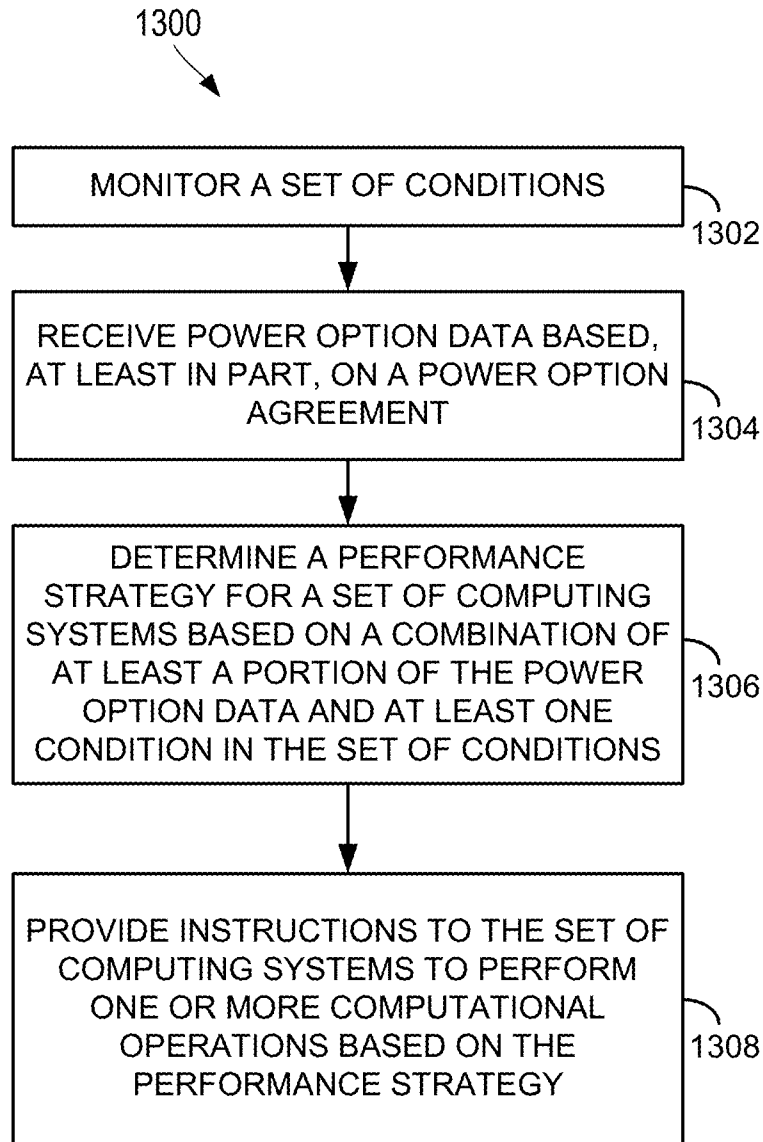 1300
MONITOR A SET OF CONDITIONS
1302
RECEIVE POWER OPTION DATA BASED,
AT LEAST IN PART, ON A POWER OPTION
AGREEMENT
1304
DETERMINE A PERFORMANCE
STRATEGY FOR A SET OF COMPUTING
SYSTEMS BASED ON A COMBINATION OF
AT LEAST A PORTION OF THE POWER
OPTION DATA AND AT LEAST ONE
CONDITION IN THE SET OF CONDITIONS
1306
PROVIDE INSTRUCTIONS TO THE SET OF
COMPUTING SYSTEMS TO PERFORM
ONE OR MORE COMPUTATIONAL
OPERATIONS BASED ON THE
PERFORMANCE STRATEGY
1308